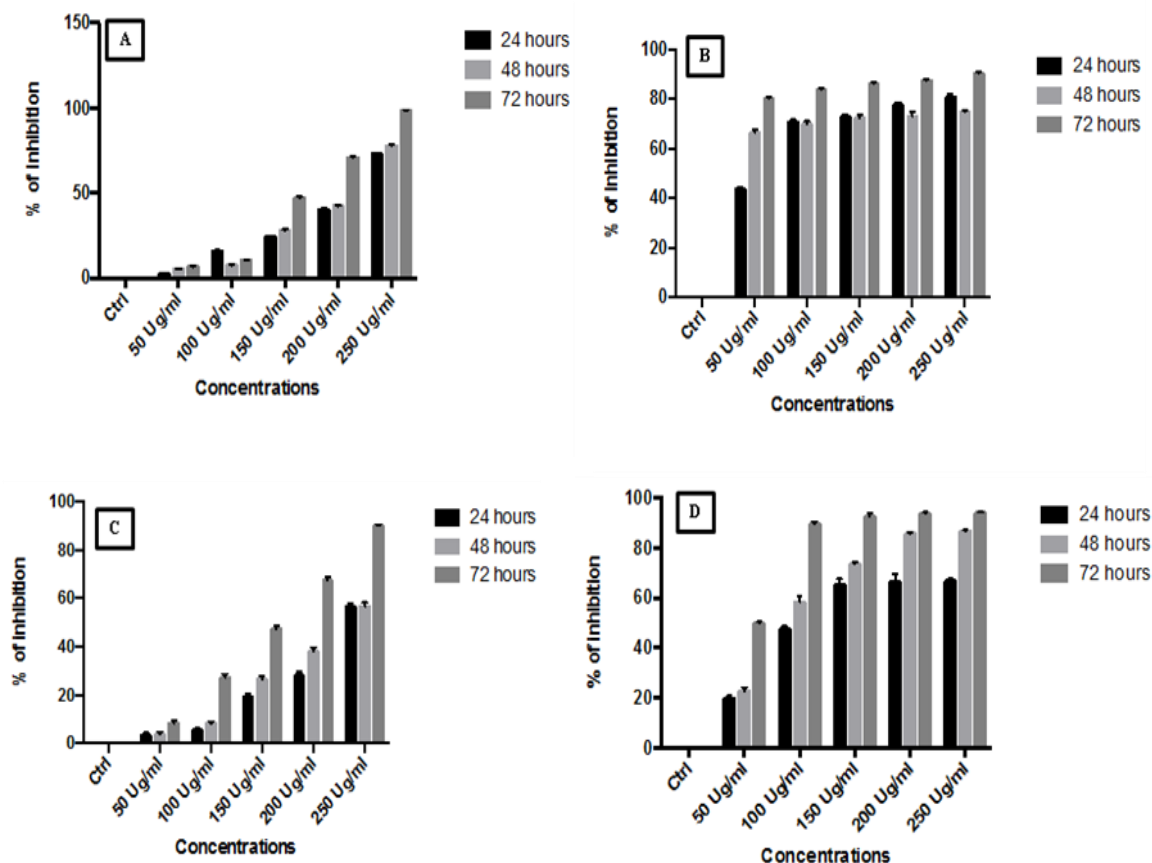 A
150
100
50
0
% of Inhibition
24 hours
48 hours
72 hours
Ctrl
50 Ug/ml
100 Ug/ml
150 Ug/ml
200 Ug/ml
250 Ug/ml
Concentrations
B
100
80
60
40
20
0
% of Inhibition
24 hours
48 hours
72 hours
Ctrl
50 Ug/ml
100 Ug/ml
150 Ug/ml
200 Ug/ml
250 Ug/ml
Concentrations
C
100
80
60
40
20
0
% of Inhibition
24 hours
48 hours
72 hours
Ctrl
50 Ug/ml
100 Ug/ml
150 Ug/ml
200 Ug/ml
250 Ug/ml
Concentrations
D
100
80
60
40
20
0
% of Inhibition
24 hours
48 hours
72 hours
Ctrl
50 Ug/ml
100 Ug/ml
150 Ug/ml
200 Ug/ml
250 Ug/ml
Concentrations